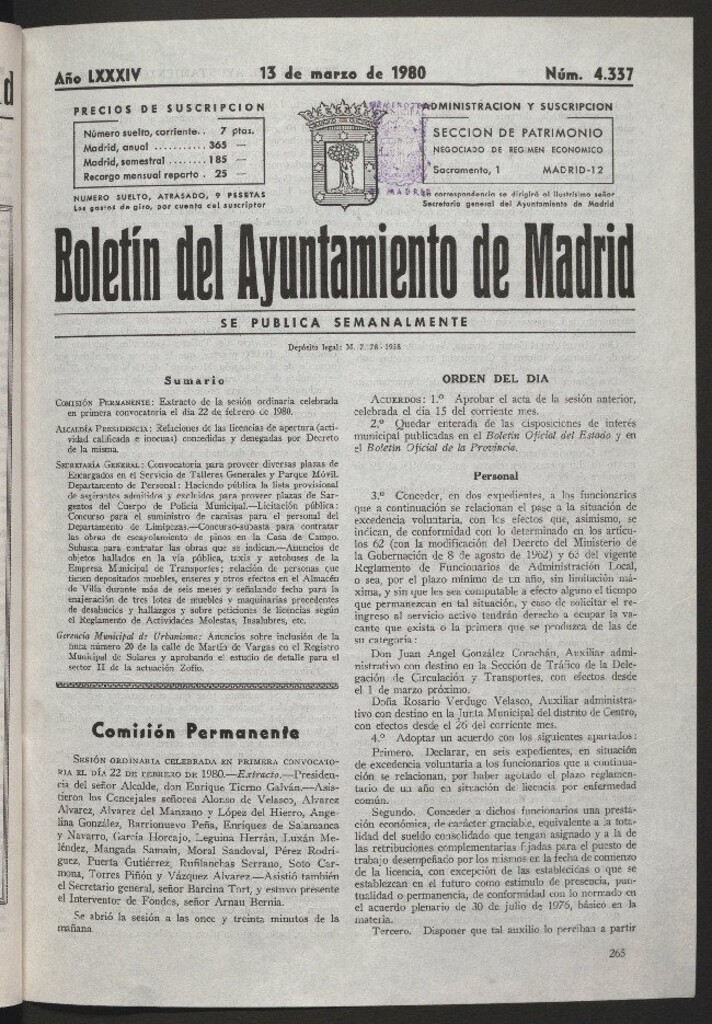 Año LXXXIV
13 de marzo de 1980
Núm. 4.337
PRECIOS DE SUSCRIPCION
Número suelto, corriente.. 7 ptas.
Madrid, anual ........... 365 —
Madrid, semestral ........ 185 —
Recargo mensual reparto . 25 —
NUMERO SUELTO, ATRASADO, 9 PESETAS
Los gastos de giro, por cuenta del suscriptor
ADMINISTRACION Y SUSCRIPCION
SECCION DE PATRIMONIO
NEGOCIADO DE REGIMEN ECONOMICO
Sacramento, 1 MADRID-12
correspondencia se dirigirá al ilustrísimo señor
Secretario general del Ayuntamiento de Madrid
MADRID
Boletín del Ayuntamiento de Madrid
SE PUBLICA SEMANALMENTE
Depósito legal: M. 7.78 - 1958
Sumario
COMISIÓN PERMANENTE: Extracto de la sesión ordinaria celebrada
en primera convocatoria el día 22 de febrero de 1980.
ALCALDÍA PRESIDENCIA: Relaciones de las licencias de apertura (acti-
vidad calificada e inocuas) concedidas y denegadas por Decreto
de la misma.
SECRETARÍA GENERAL: Convocatoria para proveer diversas plazas de
Encargados en el Servicio de Talleres Generales y Parque Móvil.
Departamento de Personal: Haciendo pública la lista provisional
de aspirantes admitidos y excluidos para proveer plazas de Sar-
gentos del Cuerpo de Policía Municipal.—Licitación pública:
Concurso para el suministro de camisas para el personal del
Departamento de Limpiezas.—Concurso-subasta para contratar
las obras de escayolamiento de pinos en la Casa de Campo.
Subasta para contratar las obras que se indican.—Anuncios de
objetos hallados en la vía pública, taxis y autobuses de la
Empresa Municipal de Transportes; relación de personas que
tienen depositados muebles, enseres y otros efectos en el Almacén
de Villa durante más de seis meses y señalando fecha para la
enajenación de tres lotes de muebles y maquinarias procedentes
de desahucios y hallazgos y sobre peticiones de licencias según
el Reglamento de Actividades Molestas, Insalubres, etc.
Gerencia Municipal de Urbanismo: Anuncios sobre inclusión de la
finca número 20 de la calle de Martín de Vargas en el Registro
Municipal de Solares y aprobando el estudio de detalle para el
sector II de la actuación Zofío.
Comisión Permanente
SESIÓN ORDINARIA CELEBRADA EN PRIMERA CONVOCATO-
RIA EL DÍA 22 DE FEBRERO DE 1980.—Extracto.—Presiden-
cia del señor Alcalde, don Enrique Tierno Galván.—Asis-
tieron los Concejales señores Alonso de Velasco, Alvarez
Alvarez, Alvarez del Manzano y López del Hierro, Ange-
lina González, Barrionuevo Peña, Enríquez de Salamanca
y Navarro, García Horcajo, Leguina Herrán, Luxán Me-
léndez, Mangada Samain, Moral Sandoval, Pérez Rodrí-
guez, Puerta Gutiérrez, Rufilanchas Serrano, Soto Car-
mona, Torres Piñón y Vázquez Alvarez.—Asistió también
el Secretario general, señor Barcina Tort, y estuvo presente
el Interventor de Fondos, señor Arnau Bernia.
Se abrió la sesión a las once y treinta minutos de la
mañana.
ORDEN DEL DIA
ACUERDOS: 1.º Aprobar el acta de la sesión anterior,
celebrada el día 15 del corriente mes.
2.º Quedar enterada de las disposiciones de interés
municipal publicadas en el Boletín Oficial del Estado y en
el Boletín Oficial de la Provincia.
Personal
3.º Conceder, en dos expedientes, a los funcionarios
que a continuación se relacionan el pase a la situación de
excedencia voluntaria, con los efectos que, asimismo, se
indican, de conformidad con lo determinado en los artícu-
los 62 (con la modificación del Decreto del Ministerio de
la Gobernación de 8 de agosto de 1962) y 63 del vigente
Reglamento de Funcionarios de Administración Local,
o sea, por el plazo mínimo de un año, sin limitación má-
xima, y sin que les sea computable a efecto alguno el tiempo
que permanezcan en tal situación, y caso de solicitar el re-
ingreso al servicio activo tendrán derecho a ocupar la va-
cante que exista o la primera que se produzca de las de
su categoría:
Don Juan Angel González Corachán, Auxiliar admi-
nistrativo con destino en la Sección de Tráfico de la Dele-
gación de Circulación y Transportes, con efectos desde
el 1 de marzo próximo.
Doña Rosario Verdugo Velasco, Auxiliar administra-
tivo con destino en la Junta Municipal del distrito de Centro,
con efectos desde el 26 del corriente mes.
4.º Adoptar un acuerdo con los siguientes apartados:
Primero. Declarar, en seis expedientes, en situación
de excedencia voluntaria a los funcionarios que a continua-
ción se relacionan, por haber agotado el plazo reglamen-
tario de un año en situación de licencia por enfermedad
común.
Segundo. Conceder a dichos funcionarios una presta-
ción económica, de carácter graciable, equivalente a la to-
talidad del sueldo consolidado que tengan asignado y a la de
las retribuciones complementarias fijadas para el puesto de
trabajo desempeñado por los mismos en la fecha de comienzo
de la licencia, con excepción de las establecidas o que se
establezcan en el futuro como estímulo de presencia, pun-
tualidad o permanencia, de conformidad con lo normado en
el acuerdo plenario de 30 de julio de 1976, básico en la
materia.
Tercero. Disponer que tal auxilio lo perciban a partir
265